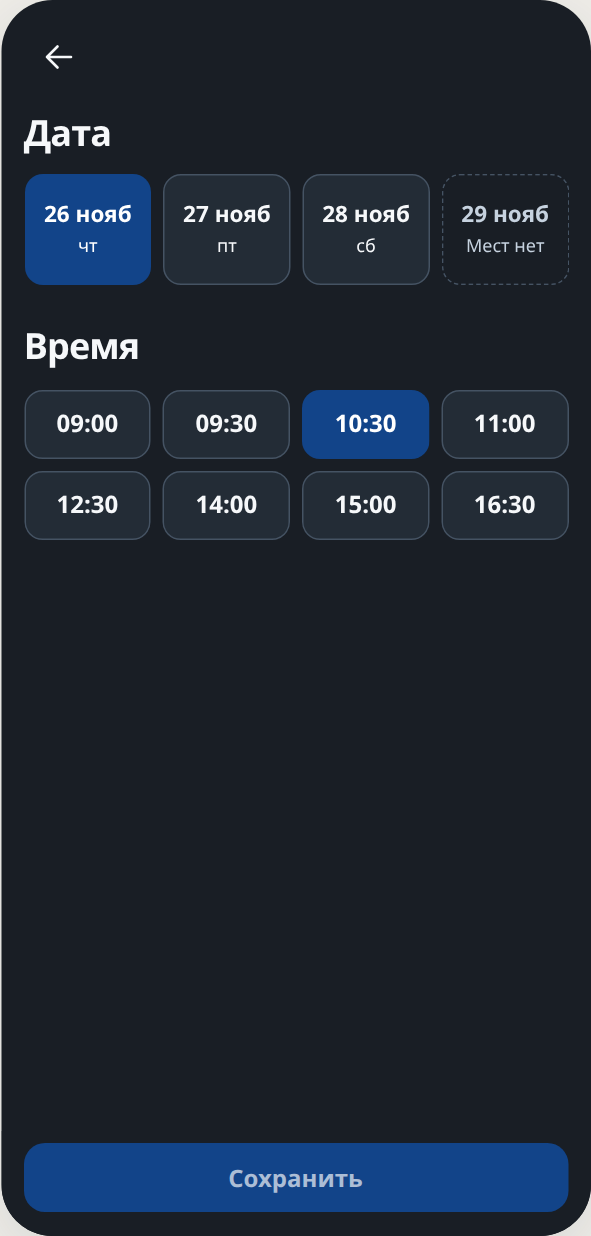 Дата
26 нояб 27 нояб 28 нояб 29 нояб
чт пт сб Мест нет
Время
09:00 09:30 10:30 11:00
12:30 14:00 15:00 16:30
Сохранить